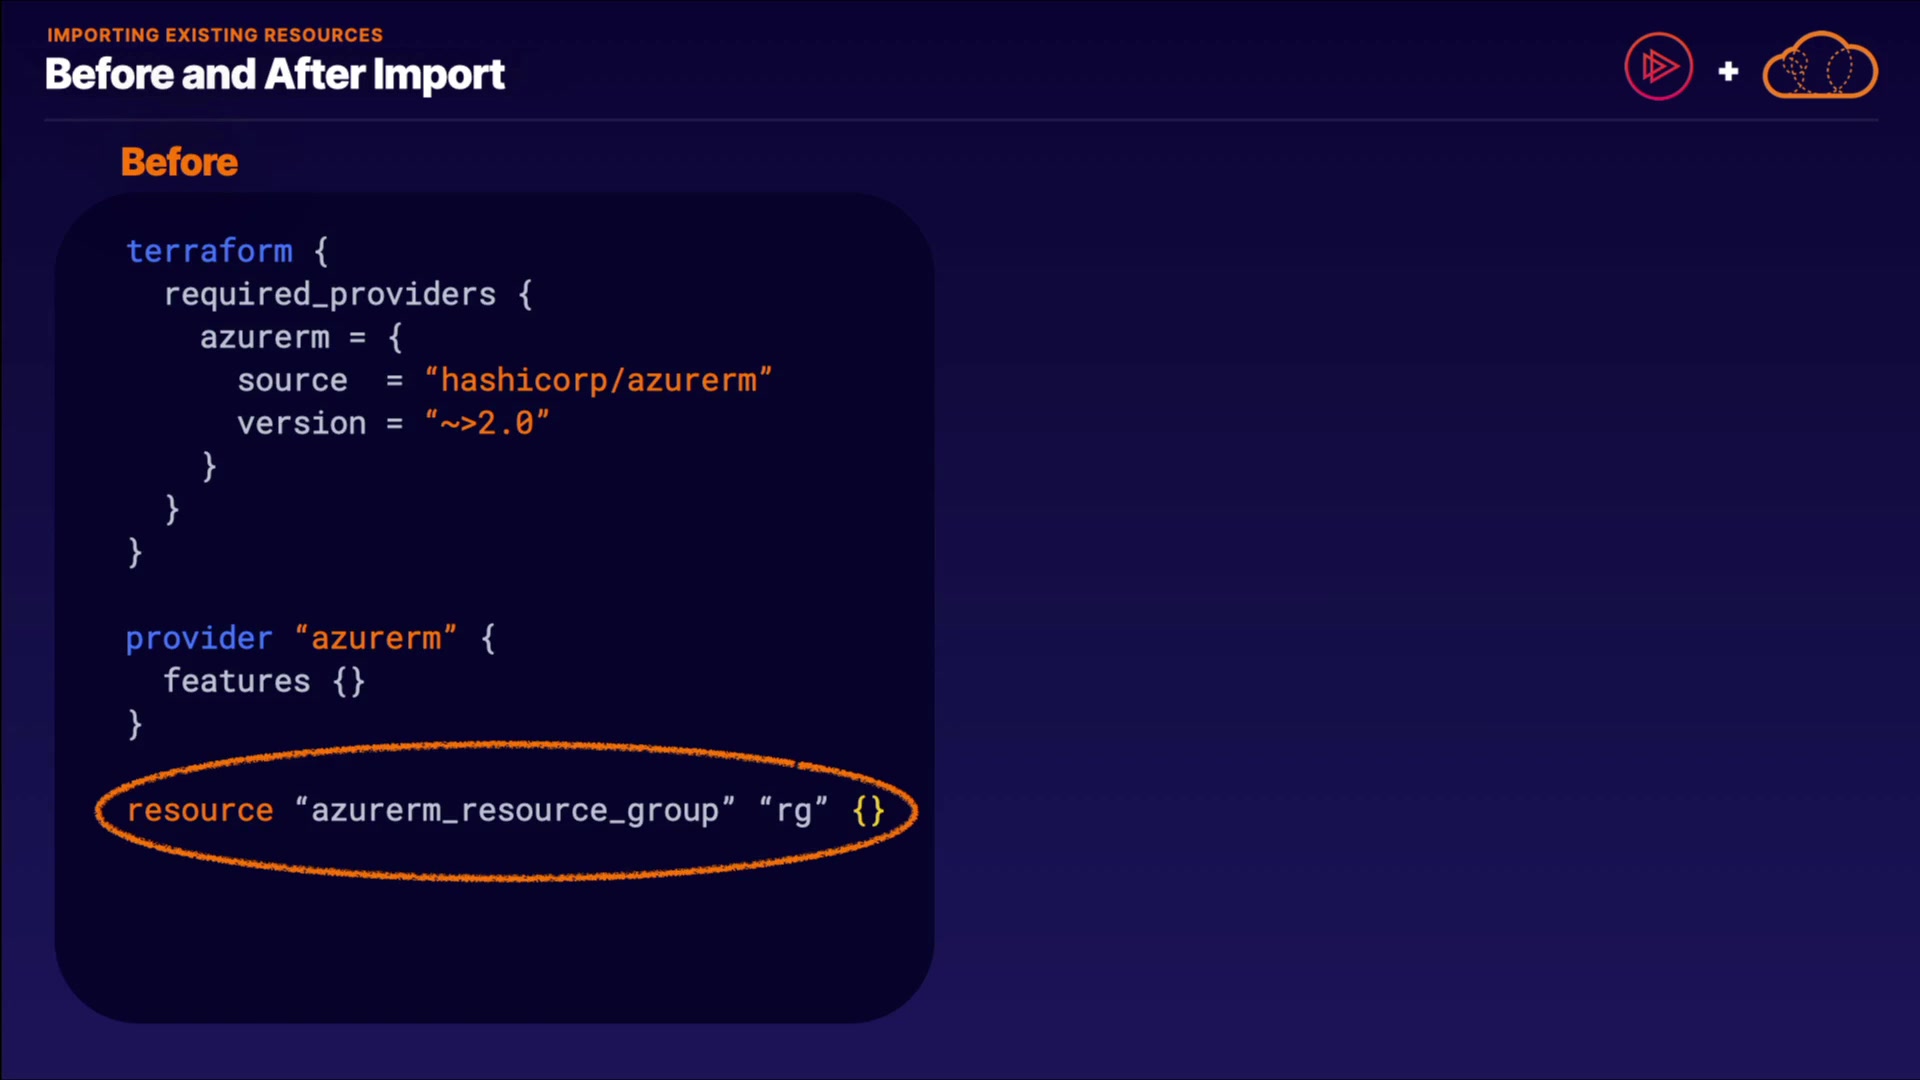 IMPORTING EXISTING RESOURCES
Before and After Import
+
Before
terraform {
required_providers {
azurerm = {
source = “hashicorp/azurerm”
version = “~>2.0”
}
}
}
provider “azurerm” {
features {}
}
resource “azurerm_resource_group” “rg” {}